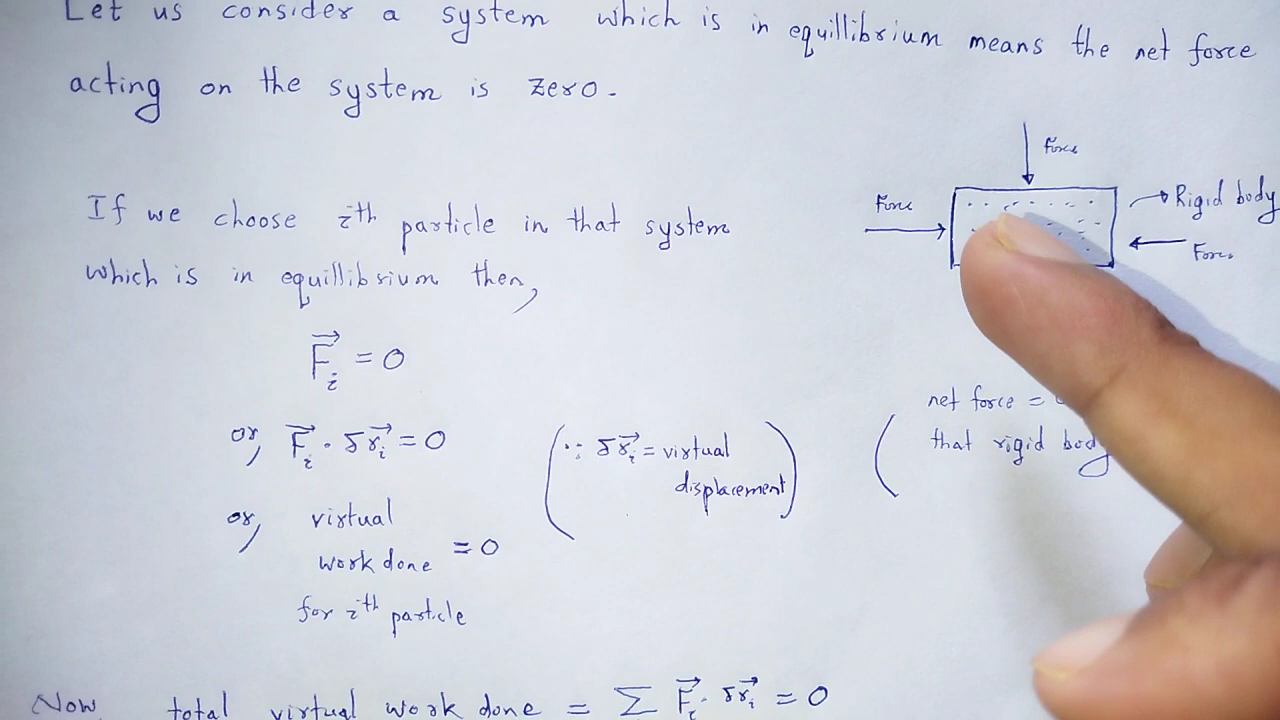 Let us consider a system which is in equillibrium means the net force
acting on the system is zero.
Force
Force
Rigid body
Force
If we choose ith particle in that system
which is in equillibrium then,
F⃗ᵢ = 0
net force =
that rigid body
or, F⃗ᵢ · δr⃗ᵢ = 0
(∵ δr⃗ᵢ = virtual
displacement)
or, virtual
work done = 0
for ith particle
Now, total virtual work done = Σ F⃗ᵢ · δr⃗ᵢ = 0